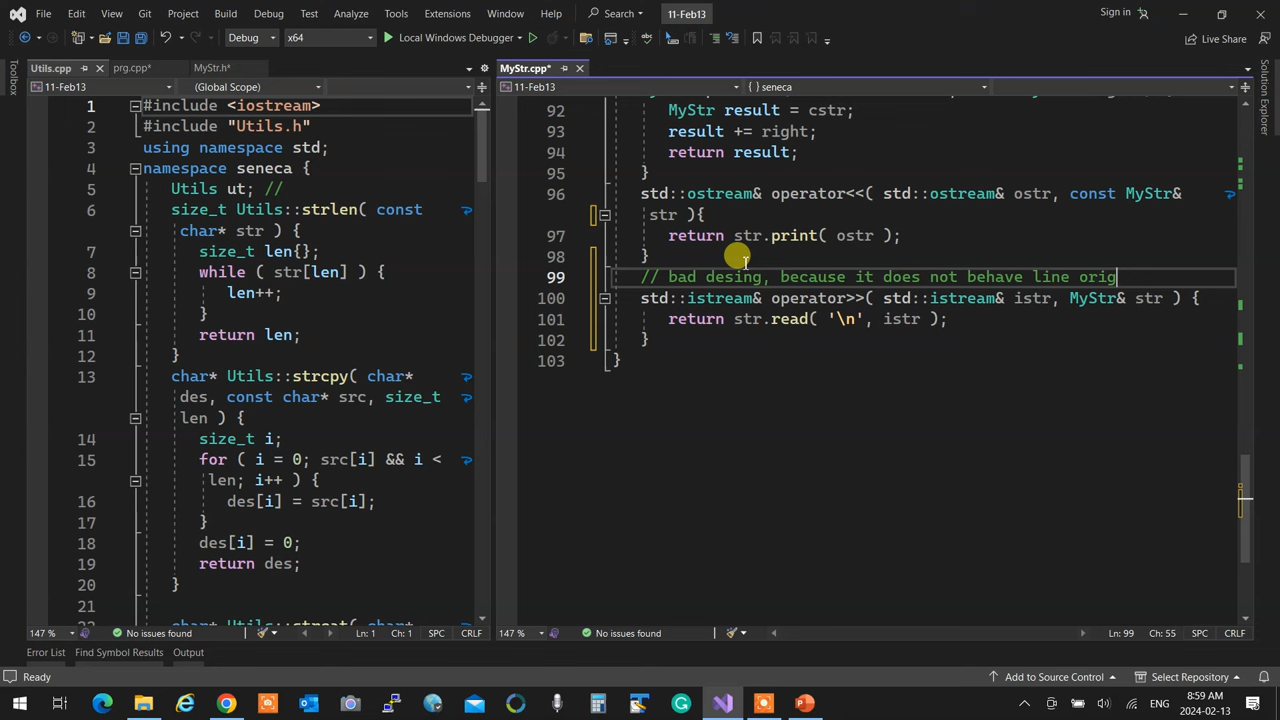 File Edit View Git Project Build Debug Test Analyze Tools Extensions Window Help Search 11-Feb13 Sign in
Debug x64 Local Windows Debugger Live Share
Toolbox
Utils.cpp prg.cpp* MyStr.h*
11-Feb13 (Global Scope)
1 #include <iostream>
2 #include "Utils.h"
3 using namespace std;
4 namespace seneca {
5 Utils ut; //
6 size_t Utils::strlen( const
char* str ) {
7 size_t len{};
8 while ( str[len] ) {
9 len++;
10 }
11 return len;
12 }
13 char* Utils::strcpy( char*
des, const char* src, size_t
len ) {
14 size_t i;
15 for ( i = 0; src[i] && i <
len; i++ ) {
16 des[i] = src[i];
17 }
18 des[i] = 0;
19 return des;
20 }
21
147 % No issues found Ln: 1 Ch: 1 SPC CRLF
MyStr.cpp*
11-Feb13 {} seneca
92 MyStr result = cstr;
93 result += right;
94 return result;
95 }
96 std::ostream& operator<<( std::ostream& ostr, const MyStr&
str ){
97 return str.print( ostr );
98 }
99 // bad desing, because it does not behave line orig
100 std::istream& operator>>( std::istream& istr, MyStr& str ) {
101 return str.read( '\n', istr );
102 }
103 }
147 % No issues found Ln: 99 Ch: 55 SPC CRLF
Solution Explorer
Error List Find Symbol Results Output
Ready Add to Source Control Select Repository
ENG 8:59 AM
2024-02-13